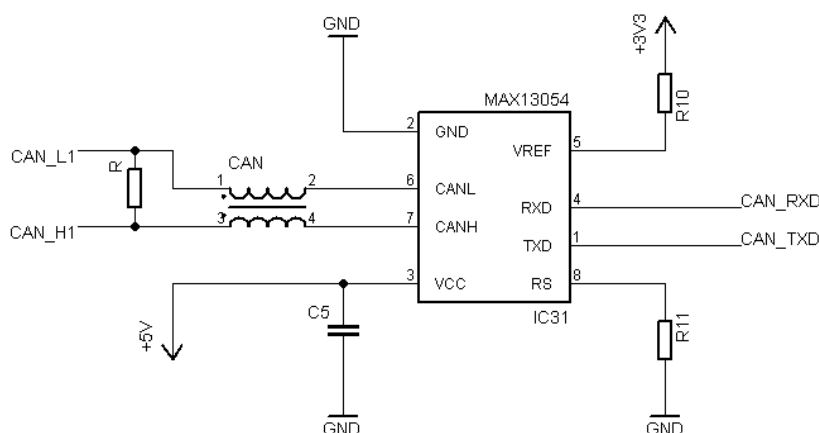 GND
+3V3
MAX13054
R10
2
GND
VREF
5
CAN_L1
R
CAN
1
2
6
CANL
RXD
4
CAN_RXD
CAN_H1
3
4
7
CANH
TXD
1
CAN_TXD
3
VCC
RS
8
+5V
C5
IC31
R11
GND
GND